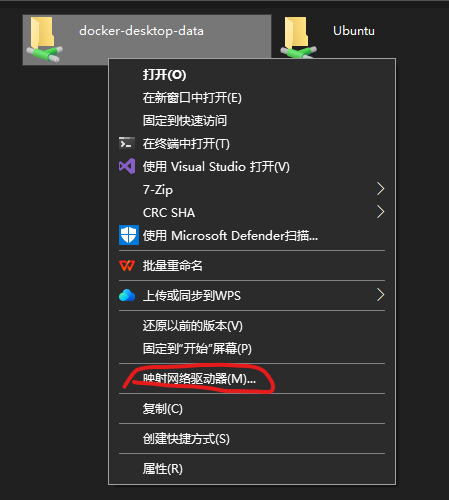 docker-desktop-data
Ubuntu
打开(O)
在新窗口中打开(E)
固定到快速访问
在终端中打开(T)
使用 Visual Studio 打开(V)
7-Zip
CRC SHA
使用 Microsoft Defender扫描...
批量重命名
上传或同步到WPS
还原以前的版本(V)
固定到"开始"屏幕(P)
映射网络驱动器(M)...
复制(C)
创建快捷方式(S)
属性(R)